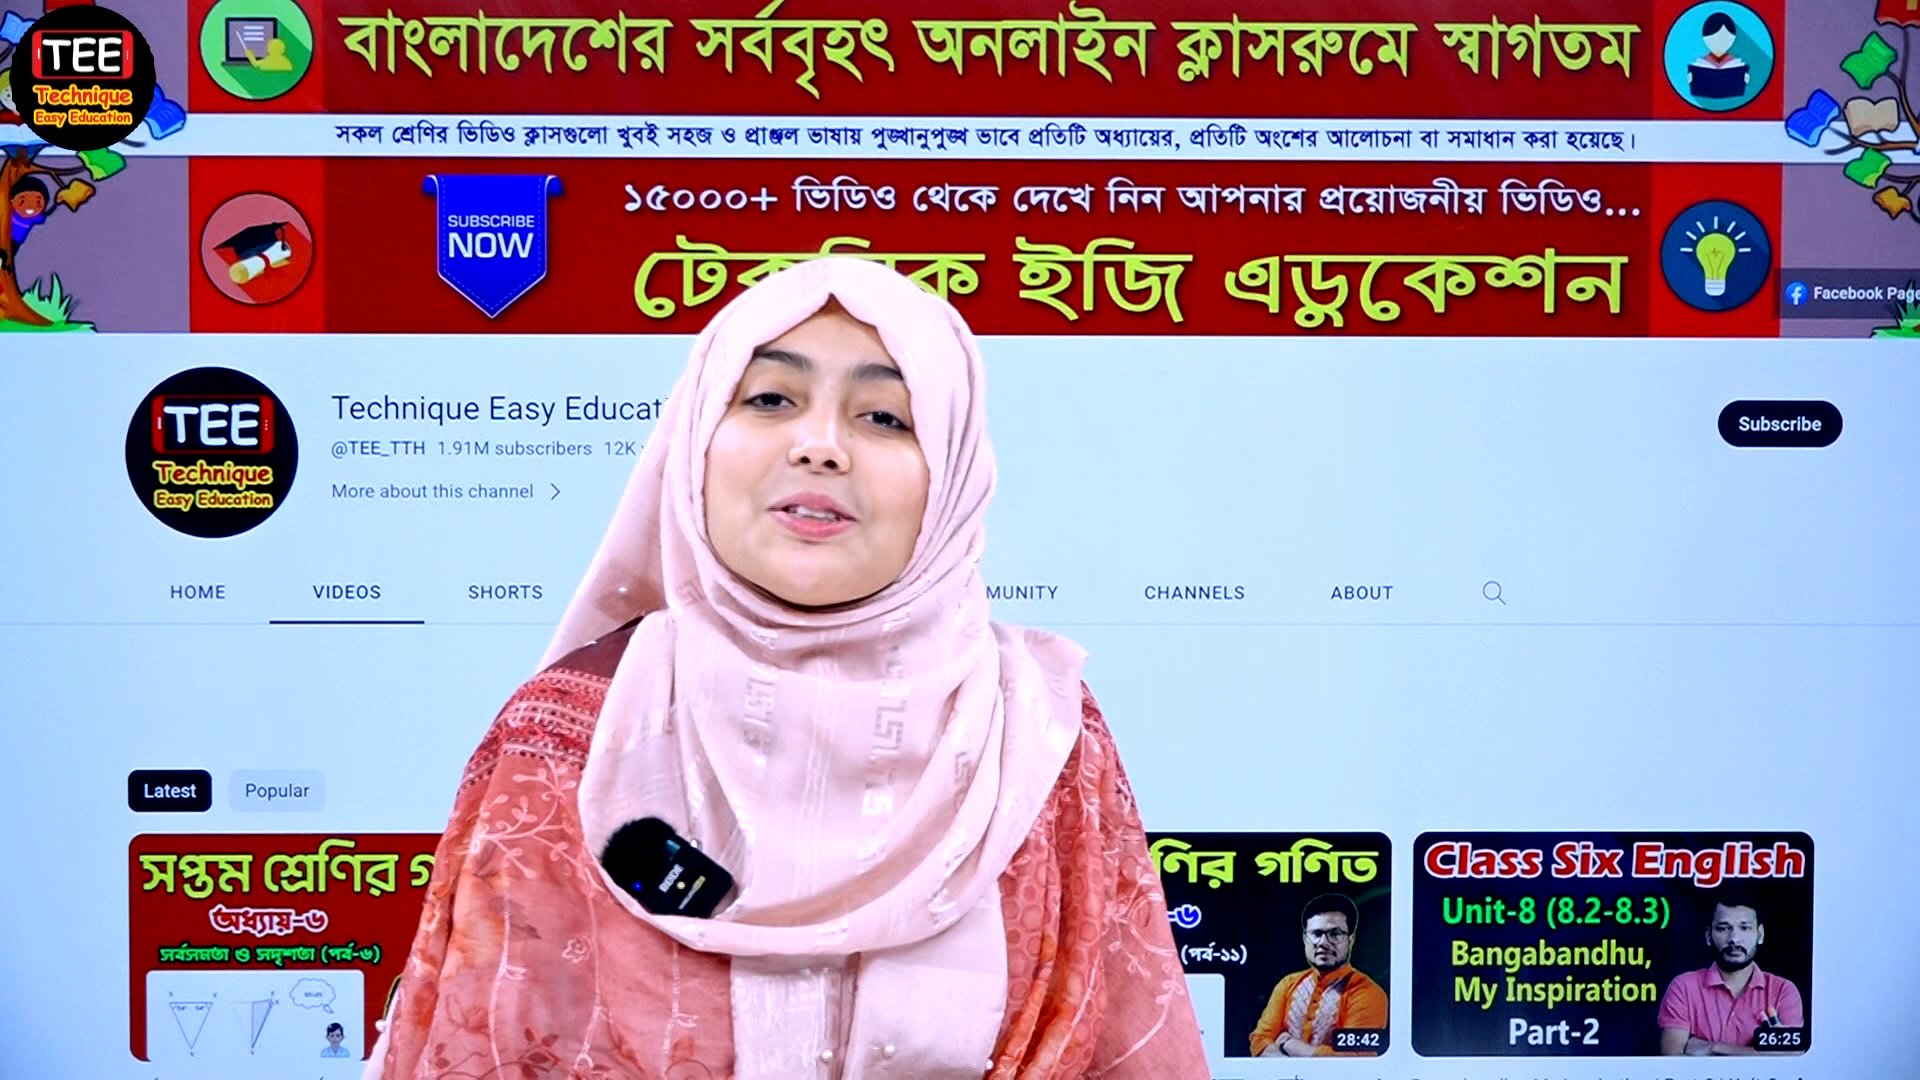 TEE
Technique
Easy Education
বাংলাদেশের সর্ববৃহৎ অনলাইন ক্লাসরুমে স্বাগতম
সকল শ্রেণির ভিডিও ক্লাসগুলো খুবই সহজ ও প্রাঞ্জল ভাষায় পুঙ্খানুপুঙ্খ ভাবে প্রতিটি অধ্যায়ের, প্রতিটি অংশের আলোচনা বা সমাধান করা হয়েছে।
SUBSCRIBE
NOW
১৫০০০+ ভিডিও থেকে দেখে নিন আপনার প্রয়োজনীয় ভিডিও...
ইজি এডুকেশন
Facebook Page
TEE
Technique
Easy Education
Technique Easy
@TEE_TTH 1.91M subscribers 12K
More about this channel
Subscribe
HOME VIDEOS SHORTS CHANNELS ABOUT
Latest Popular
সপ্তম শ্রেণির
অধ্যায়-৬
সর্বসমতা ও সদৃশতা (পর্ব-৬)
গণিত
(পর্ব-১১)
28:42
Class Six English
Unit-8 (8.2-8.3)
Bangabandhu,
My Inspiration
Part-2
26:25